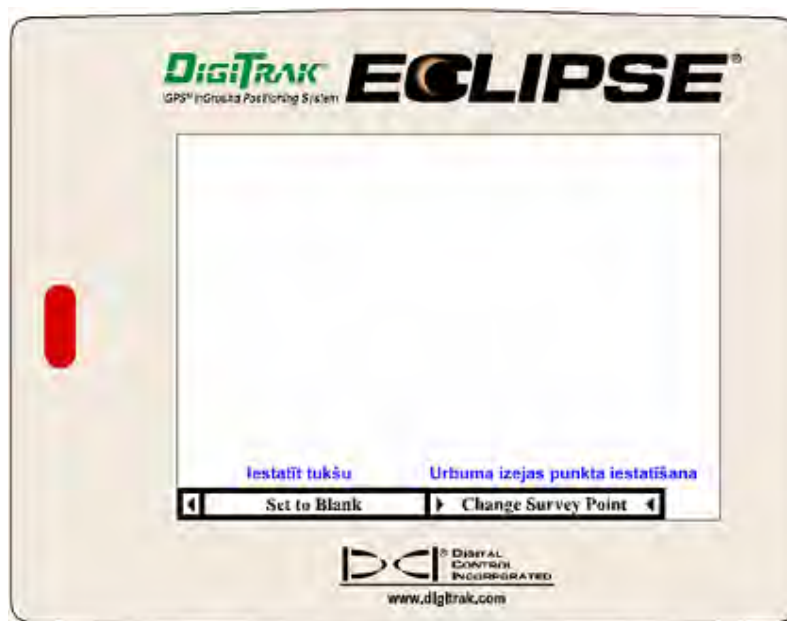 DIGITRAK
iGPS® InGround Positioning System
ECLIPSE®
Iestatīt tukšu Urbuma izejas punkta iestatīšana
Set to Blank Change Survey Point
® DIGITAL
CONTROL
INCORPORATED
www.digitrak.com